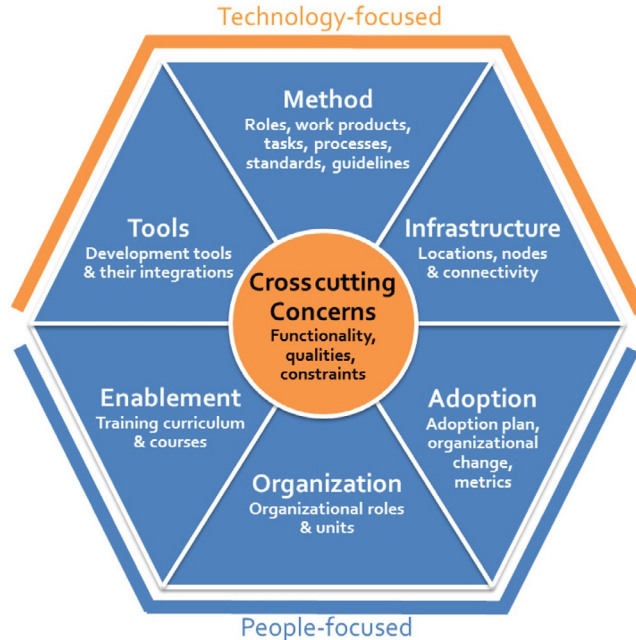 Technology-focused
Method
Roles, work products,
tasks, processes,
standards, guidelines
Tools
Development tools
& their integrations
Infrastructure
Locations, nodes
& connectivity
Cross cutting
Concerns
Functionality,
qualities,
constraints
Enablement
Training curriculum
& courses
Adoption
Adoption plan,
organizational
change,
metrics
Organization
Organizational roles
& units
People-focused